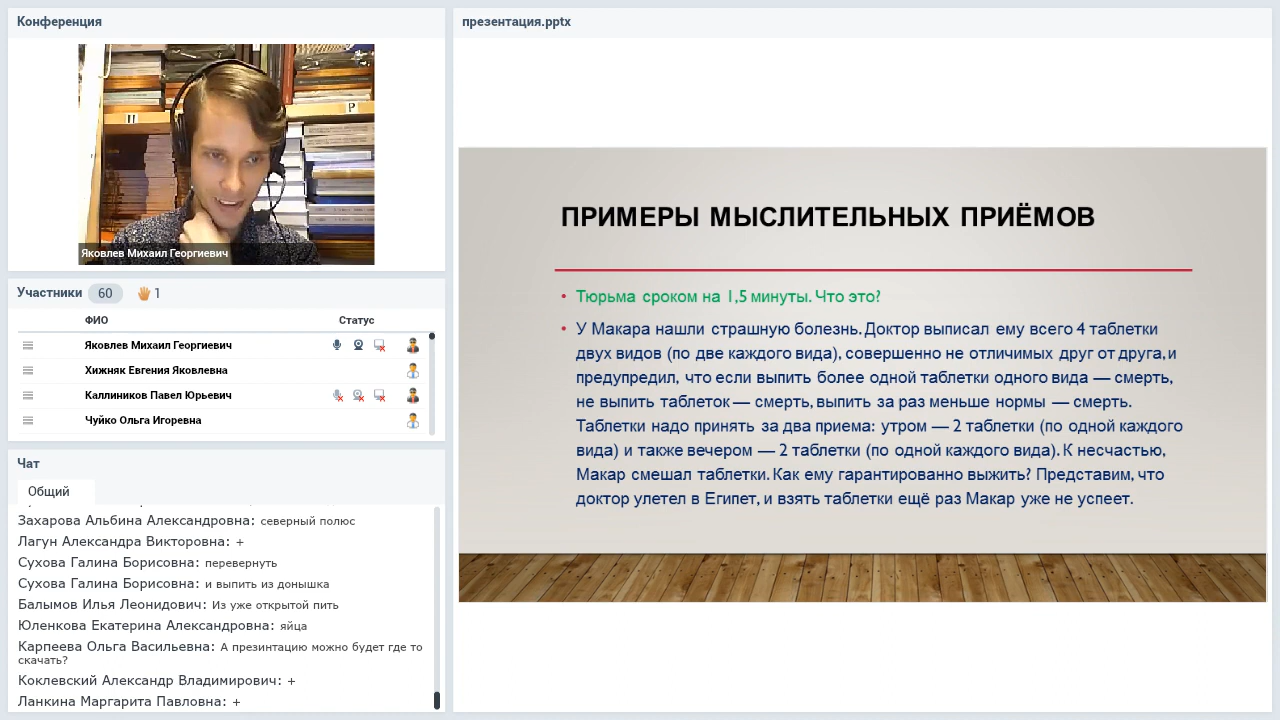 Конференция
И
Р
Яковлев Михаил Георгиевич
Участники 60 1
ФИО Статус
Яковлев Михаил Георгиевич
Хижняк Евгения Яковлевна
Каллиников Павел Юрьевич
Чуйко Ольга Игоревна
Чат
Общий
Захарова Альбина Александровна: северный полюс
Лагун Александра Викторовна: +
Сухова Галина Борисовна: перевернуть
Сухова Галина Борисовна: и выпить из донышка
Балымов Илья Леонидович: Из уже открытой пить
Юленкова Екатерина Александровна: яйца
Карпеева Ольга Васильевна: А презинтацию можно будет где то
скачать?
Коклевский Александр Владимирович: +
Ланкина Маргарита Павловна: +
презентация.pptx
ПРИМЕРЫ МЫСЛИТЕЛЬНЫХ ПРИЁМОВ
• Тюрьма сроком на 1,5 минуты. Что это?
• У Макара нашли страшную болезнь. Доктор выписал ему всего 4 таблетки
двух видов (по две каждого вида), совершенно не отличимых друг от друга, и
предупредил, что если выпить более одной таблетки одного вида — смерть,
не выпить таблеток — смерть, выпить за раз меньше нормы — смерть.
Таблетки надо принять за два приема: утром — 2 таблетки (по одной каждого
вида) и также вечером — 2 таблетки (по одной каждого вида). К несчастью,
Макар смешал таблетки. Как ему гарантированно выжить? Представим, что
доктор улетел в Египет, и взять таблетки ещё раз Макар уже не успеет.